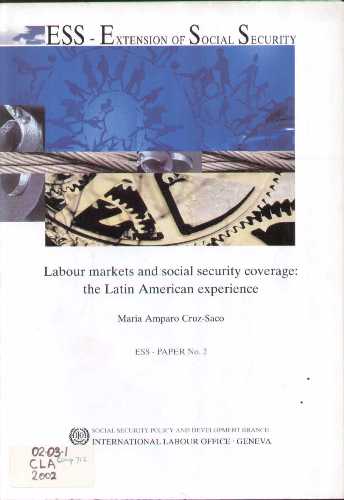 ESS - EXTENSION OF SOCIAL SECURITY
Labour markets and social security coverage:
the Latin American experience
Maria Amparo Cruz-Saco
ESS - PAPER No. 2
SOCIAL SECURITY POLICY AND DEVELOPMENT BRANCH
INTERNATIONAL LABOUR OFFICE · GENEVA
02-03-1
CLA
2002